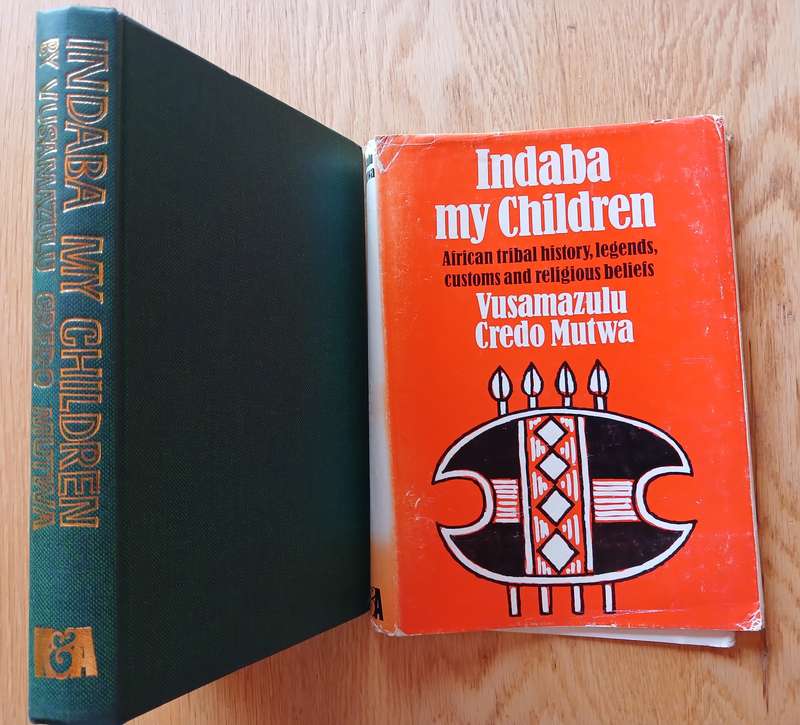 INDABA MY CHILDREN
BY VUSAMAZULU CREDO MUTWA
&A
Indaba
my Children
African tribal history, legends,
customs and religious beliefs
Vusamazulu
Credo Mutwa